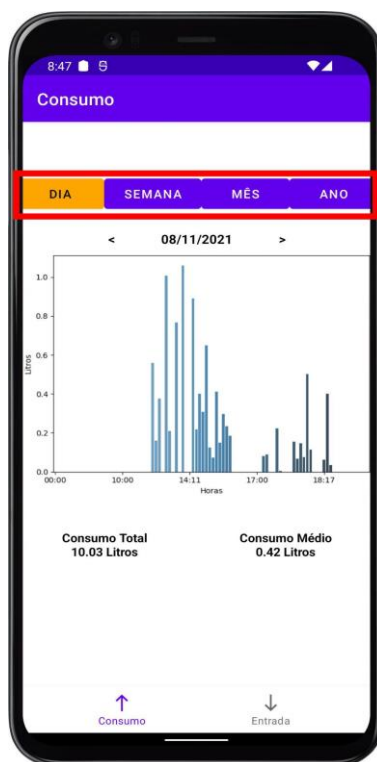 8:47
Consumo
DIA SEMANA MÊS ANO
< 08/11/2021 >
1.0
0.8
0.6
0.4
0.2
0.0
Litros
00:00 10:00 14:11 17:00 18:17
Horas
Consumo Total Consumo Médio
10.03 Litros 0.42 Litros
Consumo Entrada